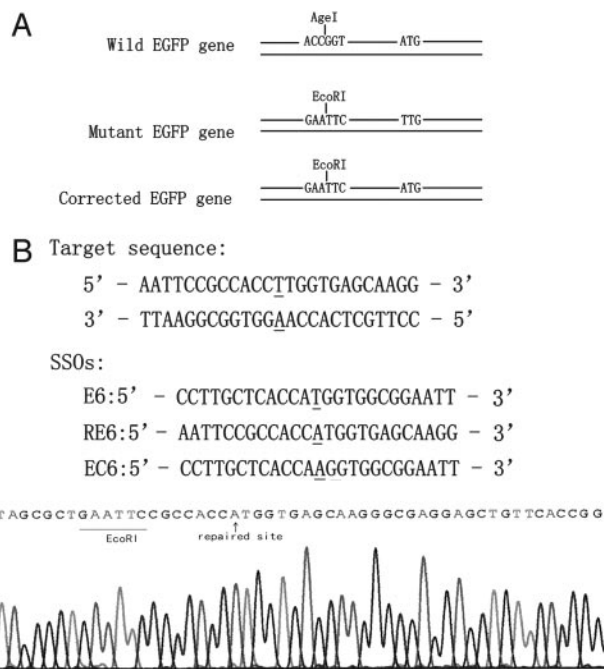 A
AgeI
Wild EGFP gene ACCGGT ATG
EcoRI
Mutant EGFP gene GAATTC TTG
EcoRI
Corrected EGFP gene GAATTC ATG
B Target sequence:
5' - AATTCCGCCACCTTGGTGAGCAAGG - 3'
3' - TTAAGGCGGTGGAACCACTCGTTCC - 5'
SSOs:
E6:5' - CCTTGCTCACCATGGTGGCGGAATT - 3'
RE6:5' - AATTCCGCCACCATGGTGAGCAAGG - 3'
EC6:5' - CCTTGCTCACCAAGGTGGCGGAATT - 3'
TAGCGCTGAATTCCGCCACCATGGTGAGCAAGGGCGAGGAGCTGTTCACCGG
EcoRI ↑ repaired site